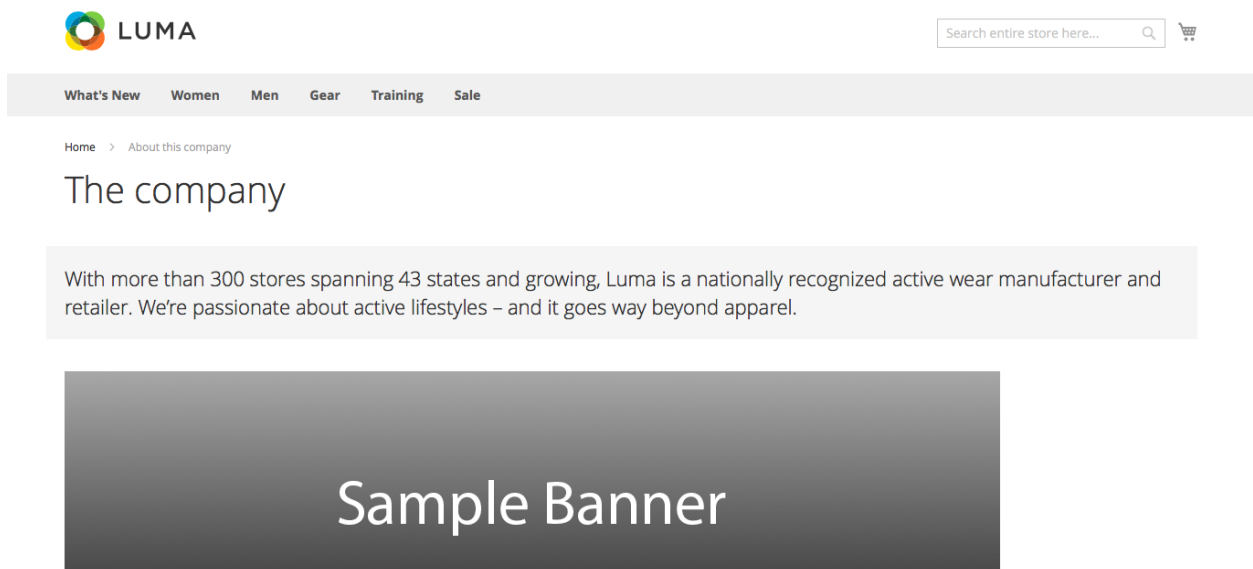 LUMA
Search entire store here...
What's New Women Men Gear Training Sale
Home > About this company
The company
With more than 300 stores spanning 43 states and growing, Luma is a nationally recognized active wear manufacturer and
retailer. We’re passionate about active lifestyles – and it goes way beyond apparel.
Sample Banner